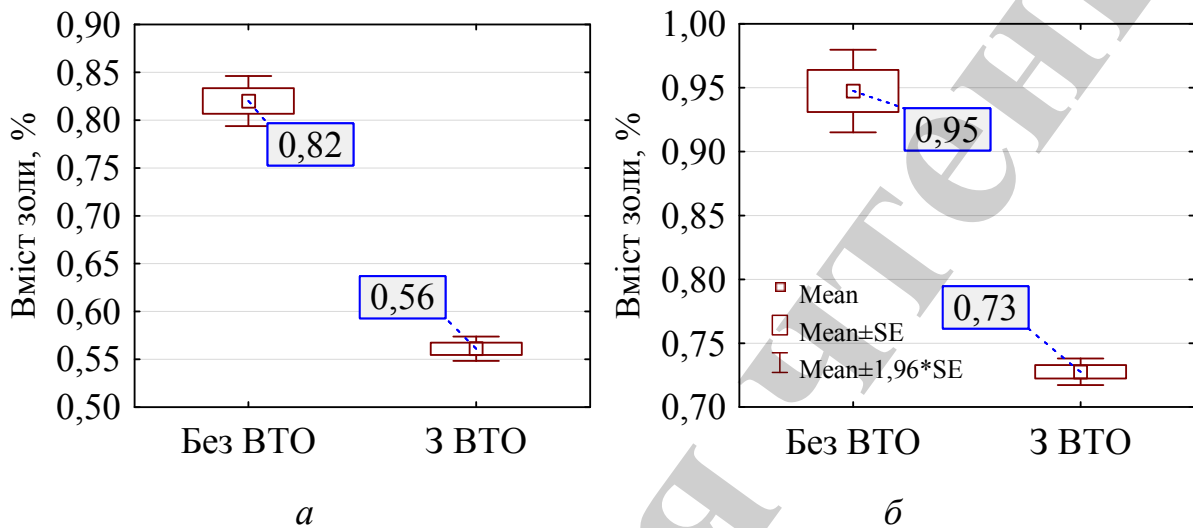 Вміст золи, %
0,90
0,85
0,80
0,75
0,70
0,65
0,60
0,55
0,50
0,82
0,56
Без ВТО
З ВТО
а
Вміст золи, %
1,00
0,95
0,90
0,85
0,80
0,75
0,70
0,95
0,73
Mean
Mean±SE
Mean±1,96*SE
Без ВТО
З ВТО
б